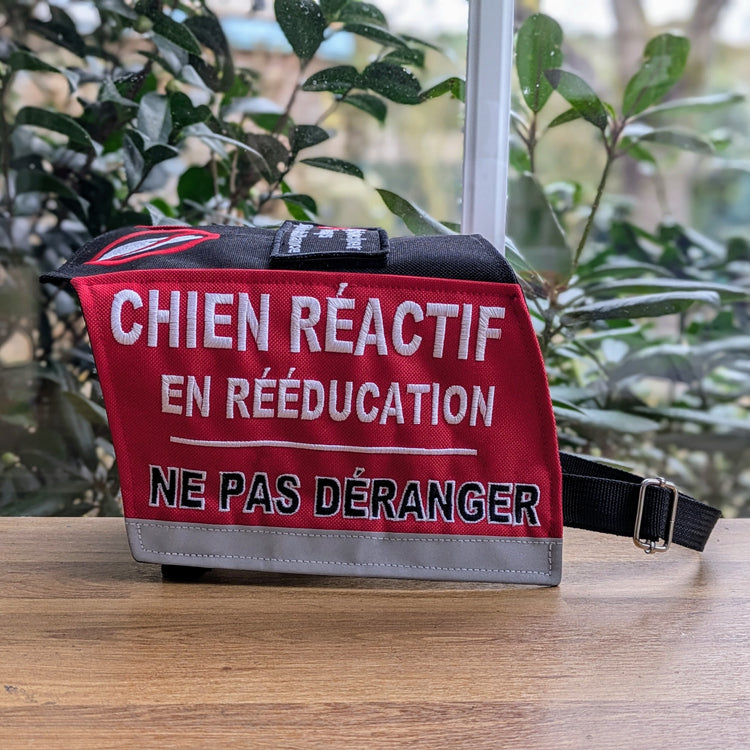 CHIEN RÉACTIF
EN RÉÉDUCATION
NE PAS DÉRANGER